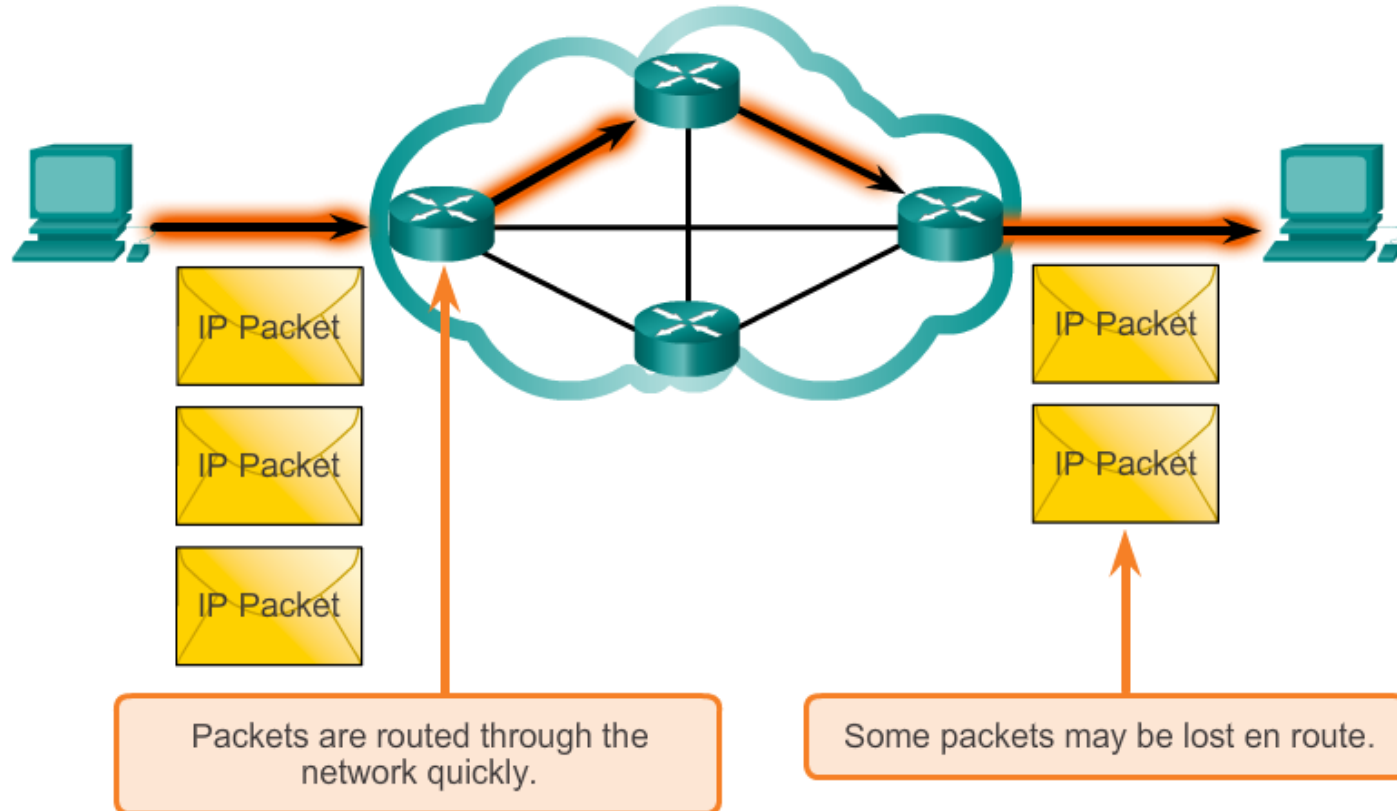 IP Packet
IP Packet
IP Packet
IP Packet
IP Packet
Packets are routed through the
network quickly.
Some packets may be lost en route.